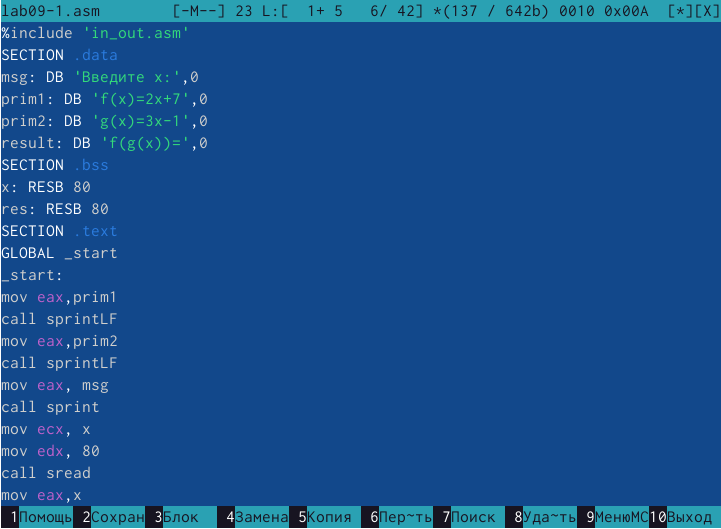 lab09-1.asm [-M--] 23 L:[ 1+ 5 6/ 42] *(137 / 642b) 0010 0x00A [*][X]
%include 'in_out.asm'
SECTION .data
msg: DB 'Введите x:',0
prim1: DB 'f(x)=2x+7',0
prim2: DB 'g(x)=3x-1',0
result: DB 'f(g(x))=',0
SECTION .bss
x: RESB 80
res: RESB 80
SECTION .text
GLOBAL _start
_start:
mov eax,prim1
call sprintLF
mov eax,prim2
call sprintLF
mov eax, msg
call sprint
mov ecx, x
mov edx, 80
call sread
mov eax,x
1Помощь 2Сохран 3Блок 4Замена 5Копия 6Пер~ть 7Поиск 8Уда~ть 9МенюMC 10Выход